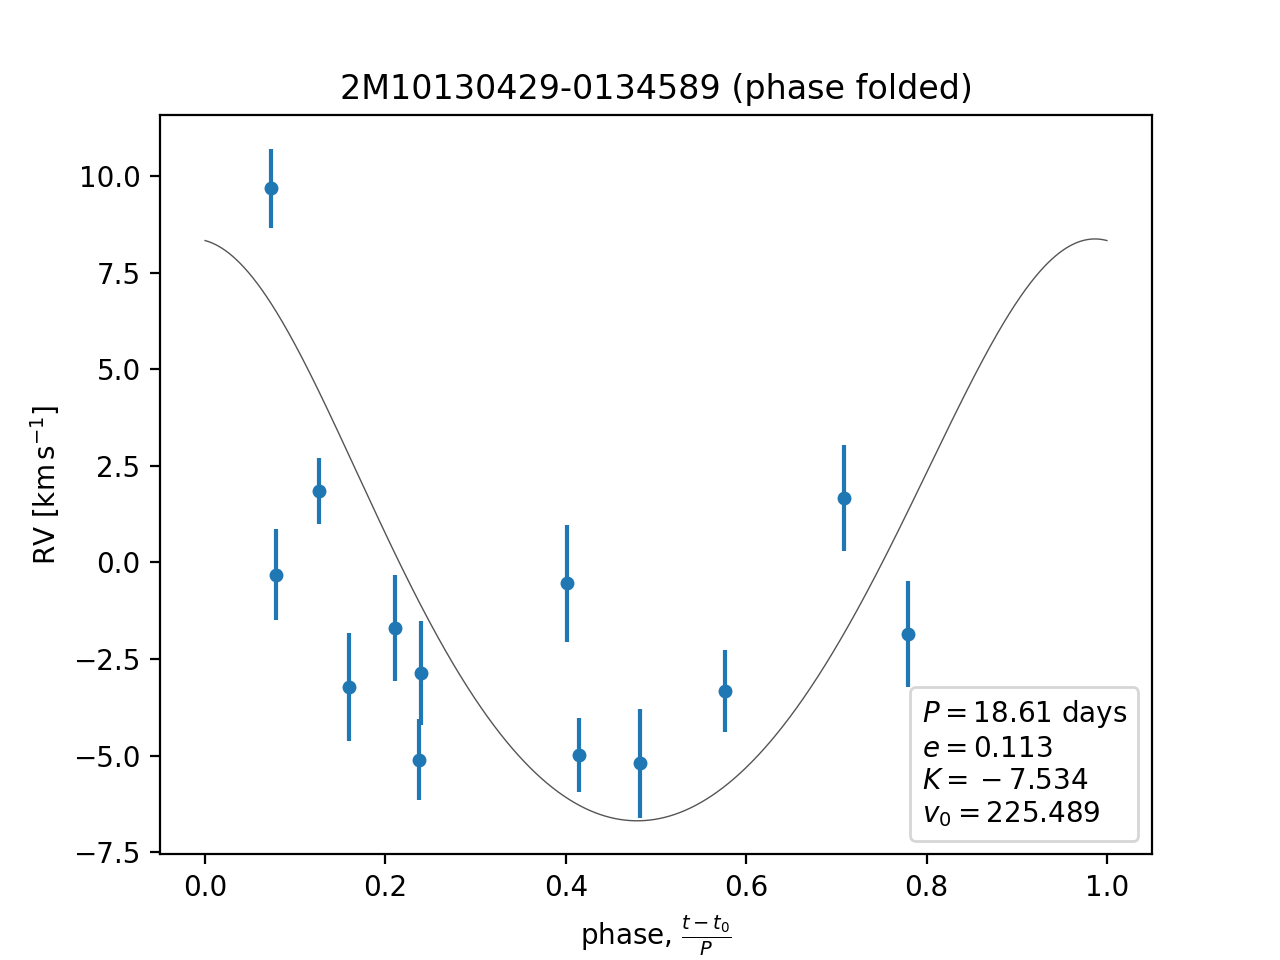 2M10130429-0134589 (phase folded)
RV [km s⁻¹]
10.0
7.5
5.0
2.5
0.0
−2.5
−5.0
−7.5
P = 18.61 days
e = 0.113
K = − 7.534
v₀ = 225.489
0.0 0.2 0.4 0.6 0.8 1.0
phase, (t − t₀)/P